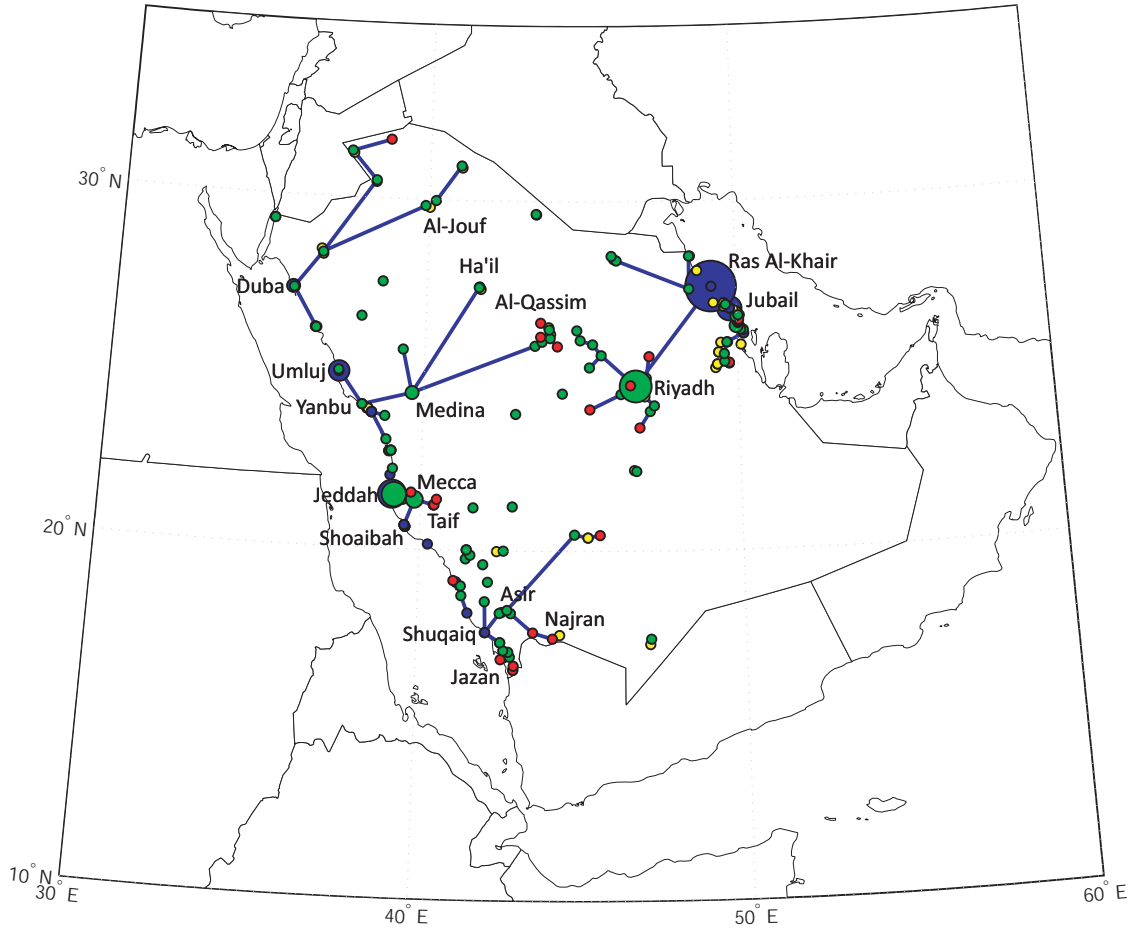 30° N
Al-Jouf
Ha'il
Ras Al-Khair
Duba
Al-Qassim
Jubail
Umluj
Riyadh
Yanbu
Medina
Mecca
Jeddah
Taif
20° N
Shoaibah
Asir
Najran
Shuqaiq
Jazan
10° N
30° E
60° E
40° E
50° E